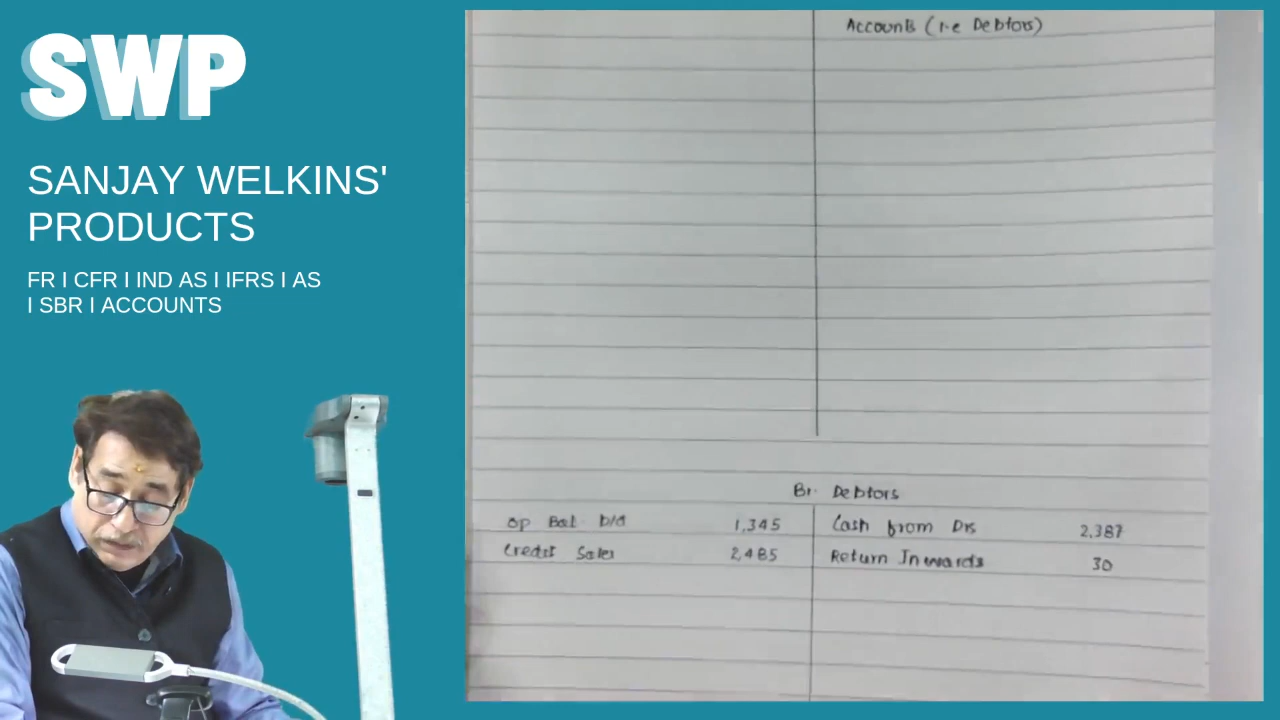 SWP
SANJAY WELKINS'
PRODUCTS
FR I CFR I IND AS I IFRS I AS
I SBR I ACCOUNTS
Accounts (i.e Debtors)
Br. Debtors
Op Bal b/d 1,345 Cash from Drs 2,387
Credit Sales 2,485 Return Inwards 30